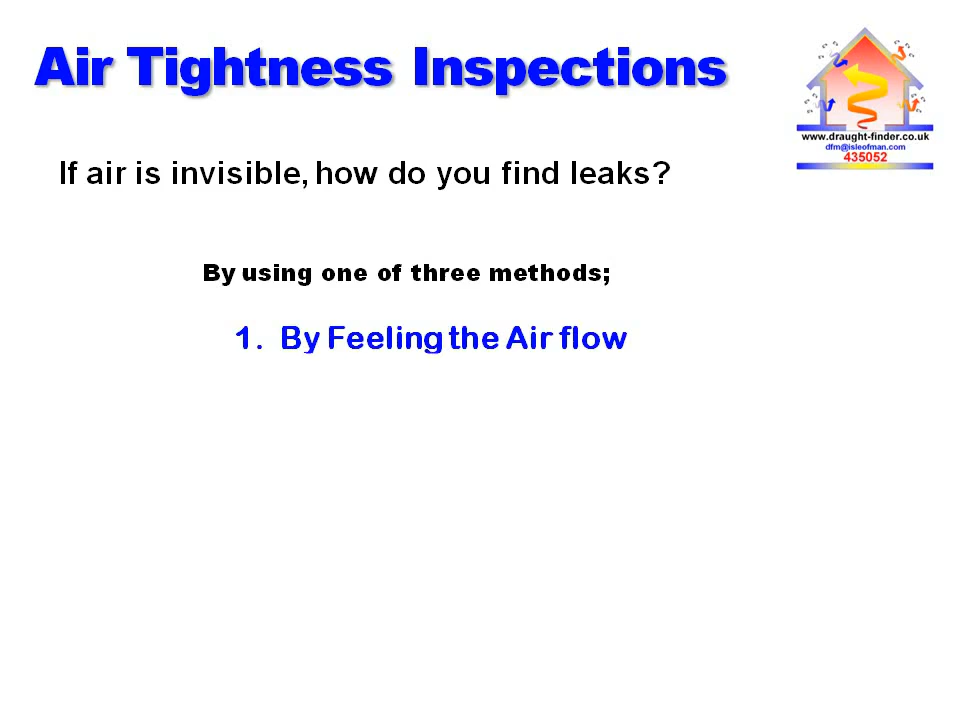 Air Tightness Inspections
www.draught-finder.co.uk
dfm@isleofman.com
435052
If air is invisible, how do you find leaks?
By using one of three methods;
1. By Feeling the Air flow